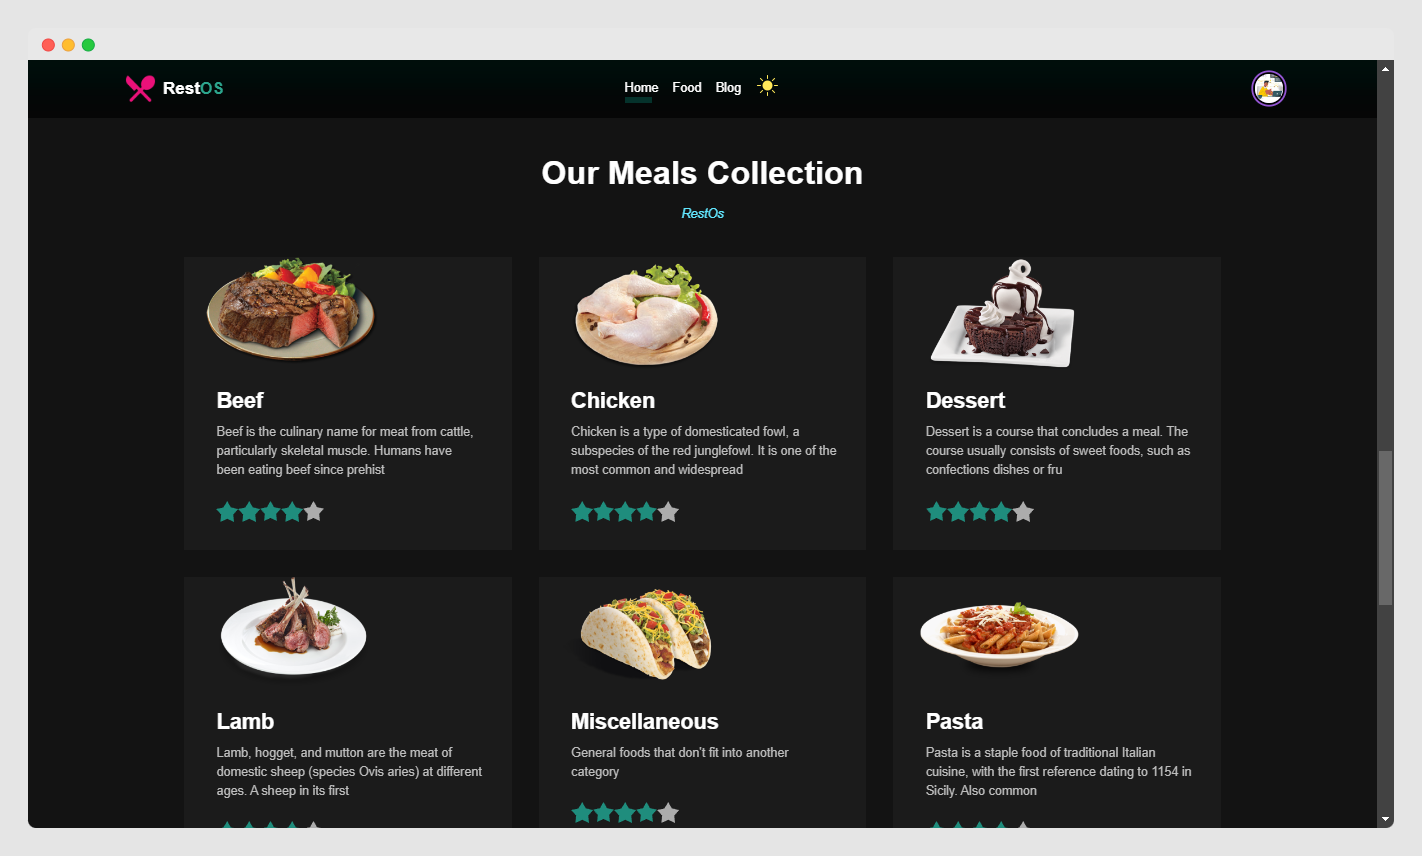 RestOS
Home Food Blog
Our Meals Collection
RestOs
Beef
Beef is the culinary name for meat from cattle,
particularly skeletal muscle. Humans have
been eating beef since prehist
Chicken
Chicken is a type of domesticated fowl, a
subspecies of the red junglefowl. It is one of the
most common and widespread
Dessert
Dessert is a course that concludes a meal. The
course usually consists of sweet foods, such as
confections dishes or fru
Lamb
Lamb, hogget, and mutton are the meat of
domestic sheep (species Ovis aries) at different
ages. A sheep in its first
Miscellaneous
General foods that don't fit into another
category
Pasta
Pasta is a staple food of traditional Italian
cuisine, with the first reference dating to 1154 in
Sicily. Also common